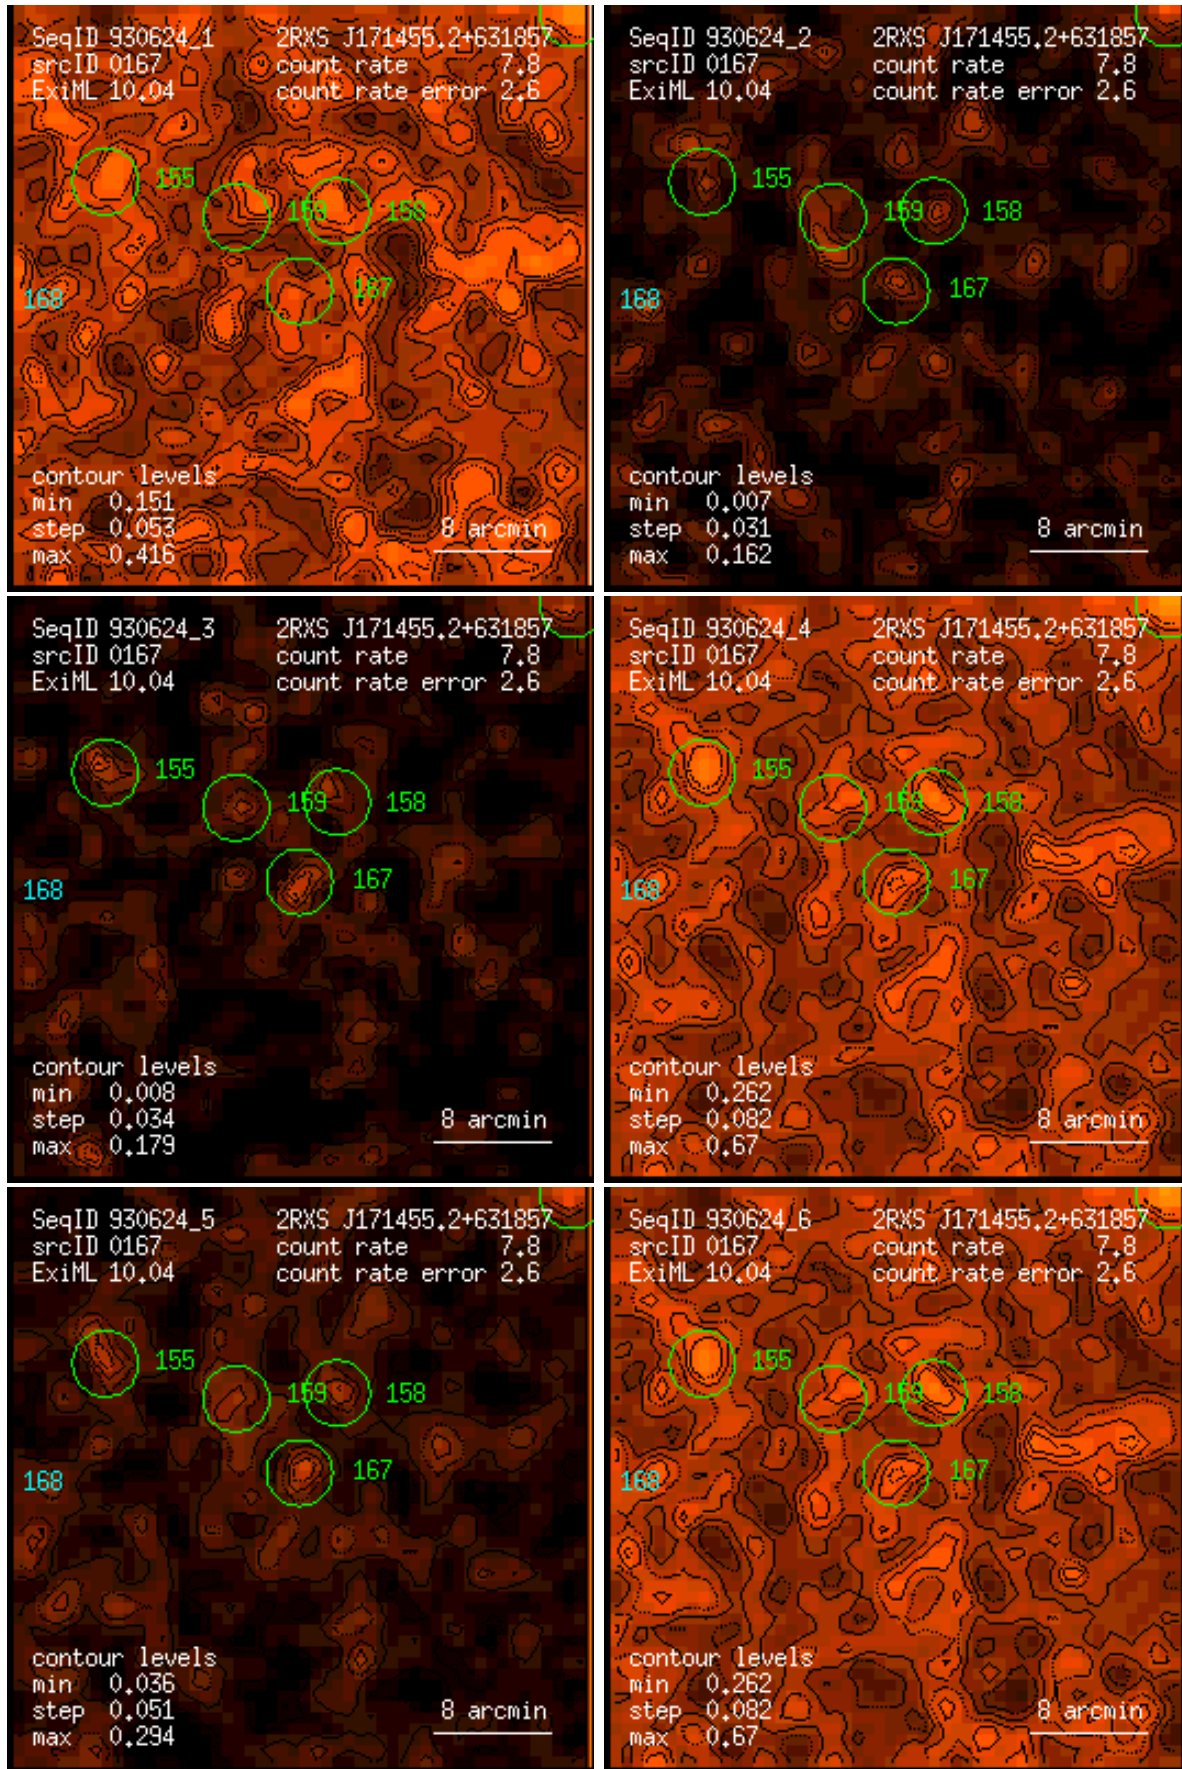 SeqID 930624_1 2RXS J171455.2+631857
srcID 0167 count rate 7.8
ExiML 10.04 count rate error 2.6
155
159 158
168 167
contour levels
min 0.151
step 0.053 8 arcmin
max 0.416
SeqID 930624_2 2RXS J171455.2+631857
srcID 0167 count rate 7.8
ExiML 10.04 count rate error 2.6
155
159 158
168 167
contour levels
min 0.007
step 0.031 8 arcmin
max 0.162
SeqID 930624_3 2RXS J171455.2+631857
srcID 0167 count rate 7.8
ExiML 10.04 count rate error 2.6
155
159 158
168 167
contour levels
min 0.008
step 0.034 8 arcmin
max 0.179
SeqID 930624_4 2RXS J171455.2+631857
srcID 0167 count rate 7.8
ExiML 10.04 count rate error 2.6
155
159 158
168 167
contour levels
min 0.262
step 0.082 8 arcmin
max 0.67
SeqID 930624_5 2RXS J171455.2+631857
srcID 0167 count rate 7.8
ExiML 10.04 count rate error 2.6
155
159 158
168 167
contour levels
min 0.036
step 0.051 8 arcmin
max 0.294
SeqID 930624_6 2RXS J171455.2+631857
srcID 0167 count rate 7.8
ExiML 10.04 count rate error 2.6
155
159 158
168 167
contour levels
min 0.262
step 0.082 8 arcmin
max 0.67